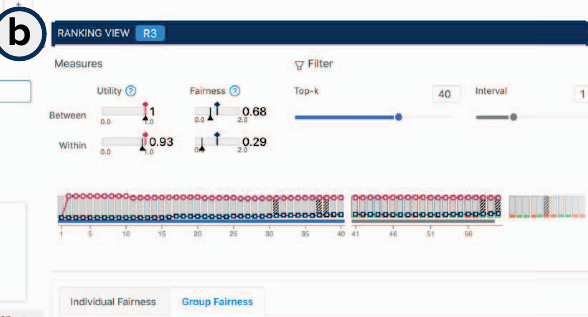 b
RANKING VIEW R3
Measures
Filter
Utility ? Fairness ?
Top-k 40 Interval 1
Between 1 0.68
0.0 1.0 0.0 2.0
Within 0.93 0.29
0.0 1.0 2.0
1 5 10 15 20 25 30 35 40 41 46 51 56
Individual Fairness Group Fairness